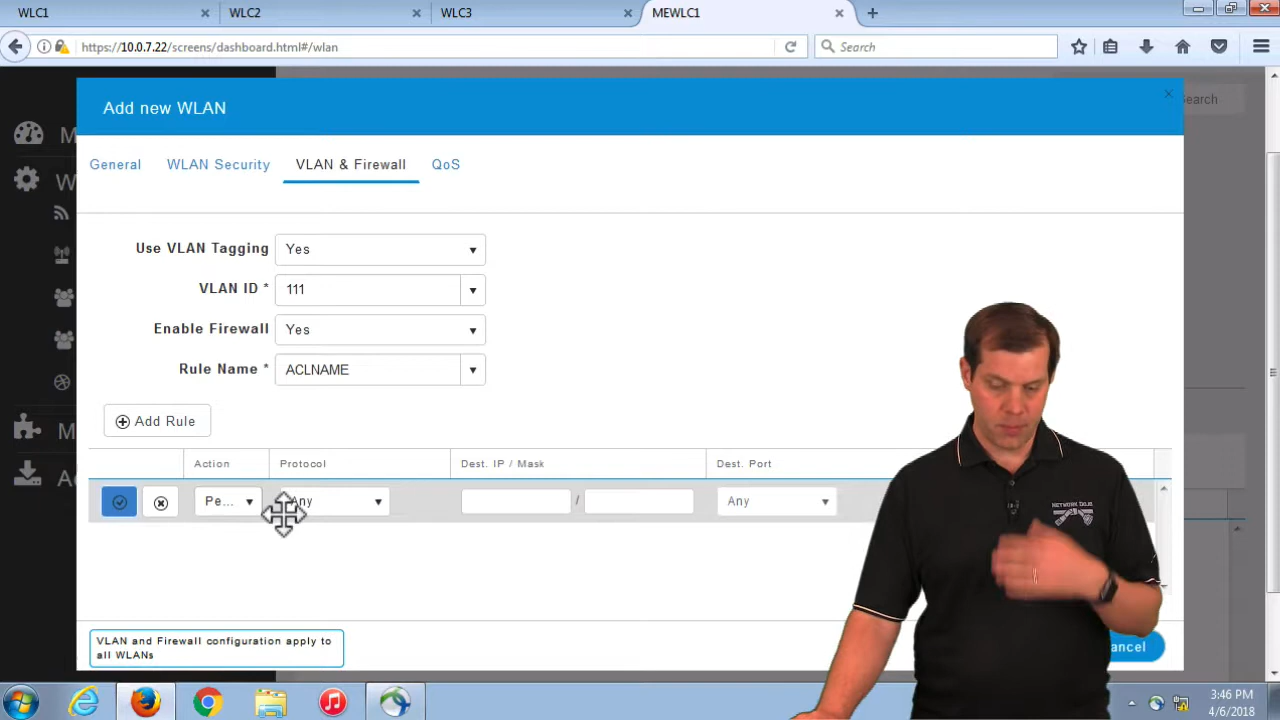 WLC1 WLC2 WLC3 MEWLC1
https://10.0.7.22/screens/dashboard.html#/wlan Search
Add new WLAN
Search
General WLAN Security VLAN & Firewall QoS
Use VLAN Tagging Yes
VLAN ID * 111
Enable Firewall Yes
Rule Name * ACLNAME
Add Rule
Action Protocol Dest. IP / Mask Dest. Port
Pe... Any / Any
VLAN and Firewall configuration apply to
all WLANs
ancel
NETWORK DOJO
3:46 PM
4/6/2018